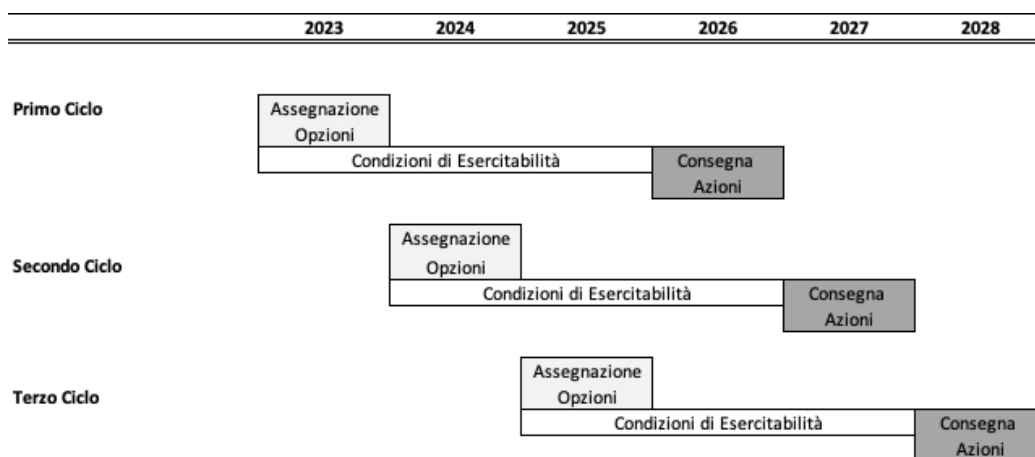 2023 2024 2025 2026 2027 2028
Primo Ciclo
Assegnazione
Opzioni
Condizioni di Esercitabilità
Consegna
Azioni
Secondo Ciclo
Assegnazione
Opzioni
Condizioni di Esercitabilità
Consegna
Azioni
Terzo Ciclo
Assegnazione
Opzioni
Condizioni di Esercitabilità
Consegna
Azioni